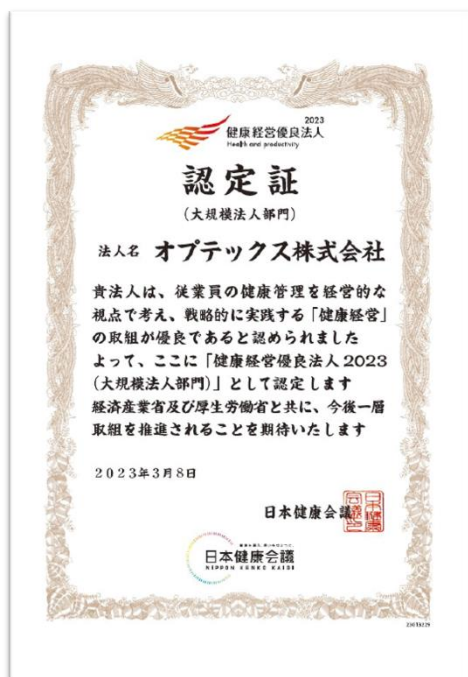 2023
健康経営優良法人
Health and productivity
認定証
(大規模法人部門)
法人名 オプテックス株式会社
貴法人は、従業員の健康管理を経営的な
視点で考え、戦略的に実践する「健康経営」
の取組が優良であると認められました
よって、ここに「健康経営優良法人2023
(大規模法人部門)」として認定します
経済産業省及び厚生労働省と共に、今後一層
取組を推進されることを期待いたします
2023年3月8日
日本健康会議
日本健康会議
NIPPON KENKO KAIGI